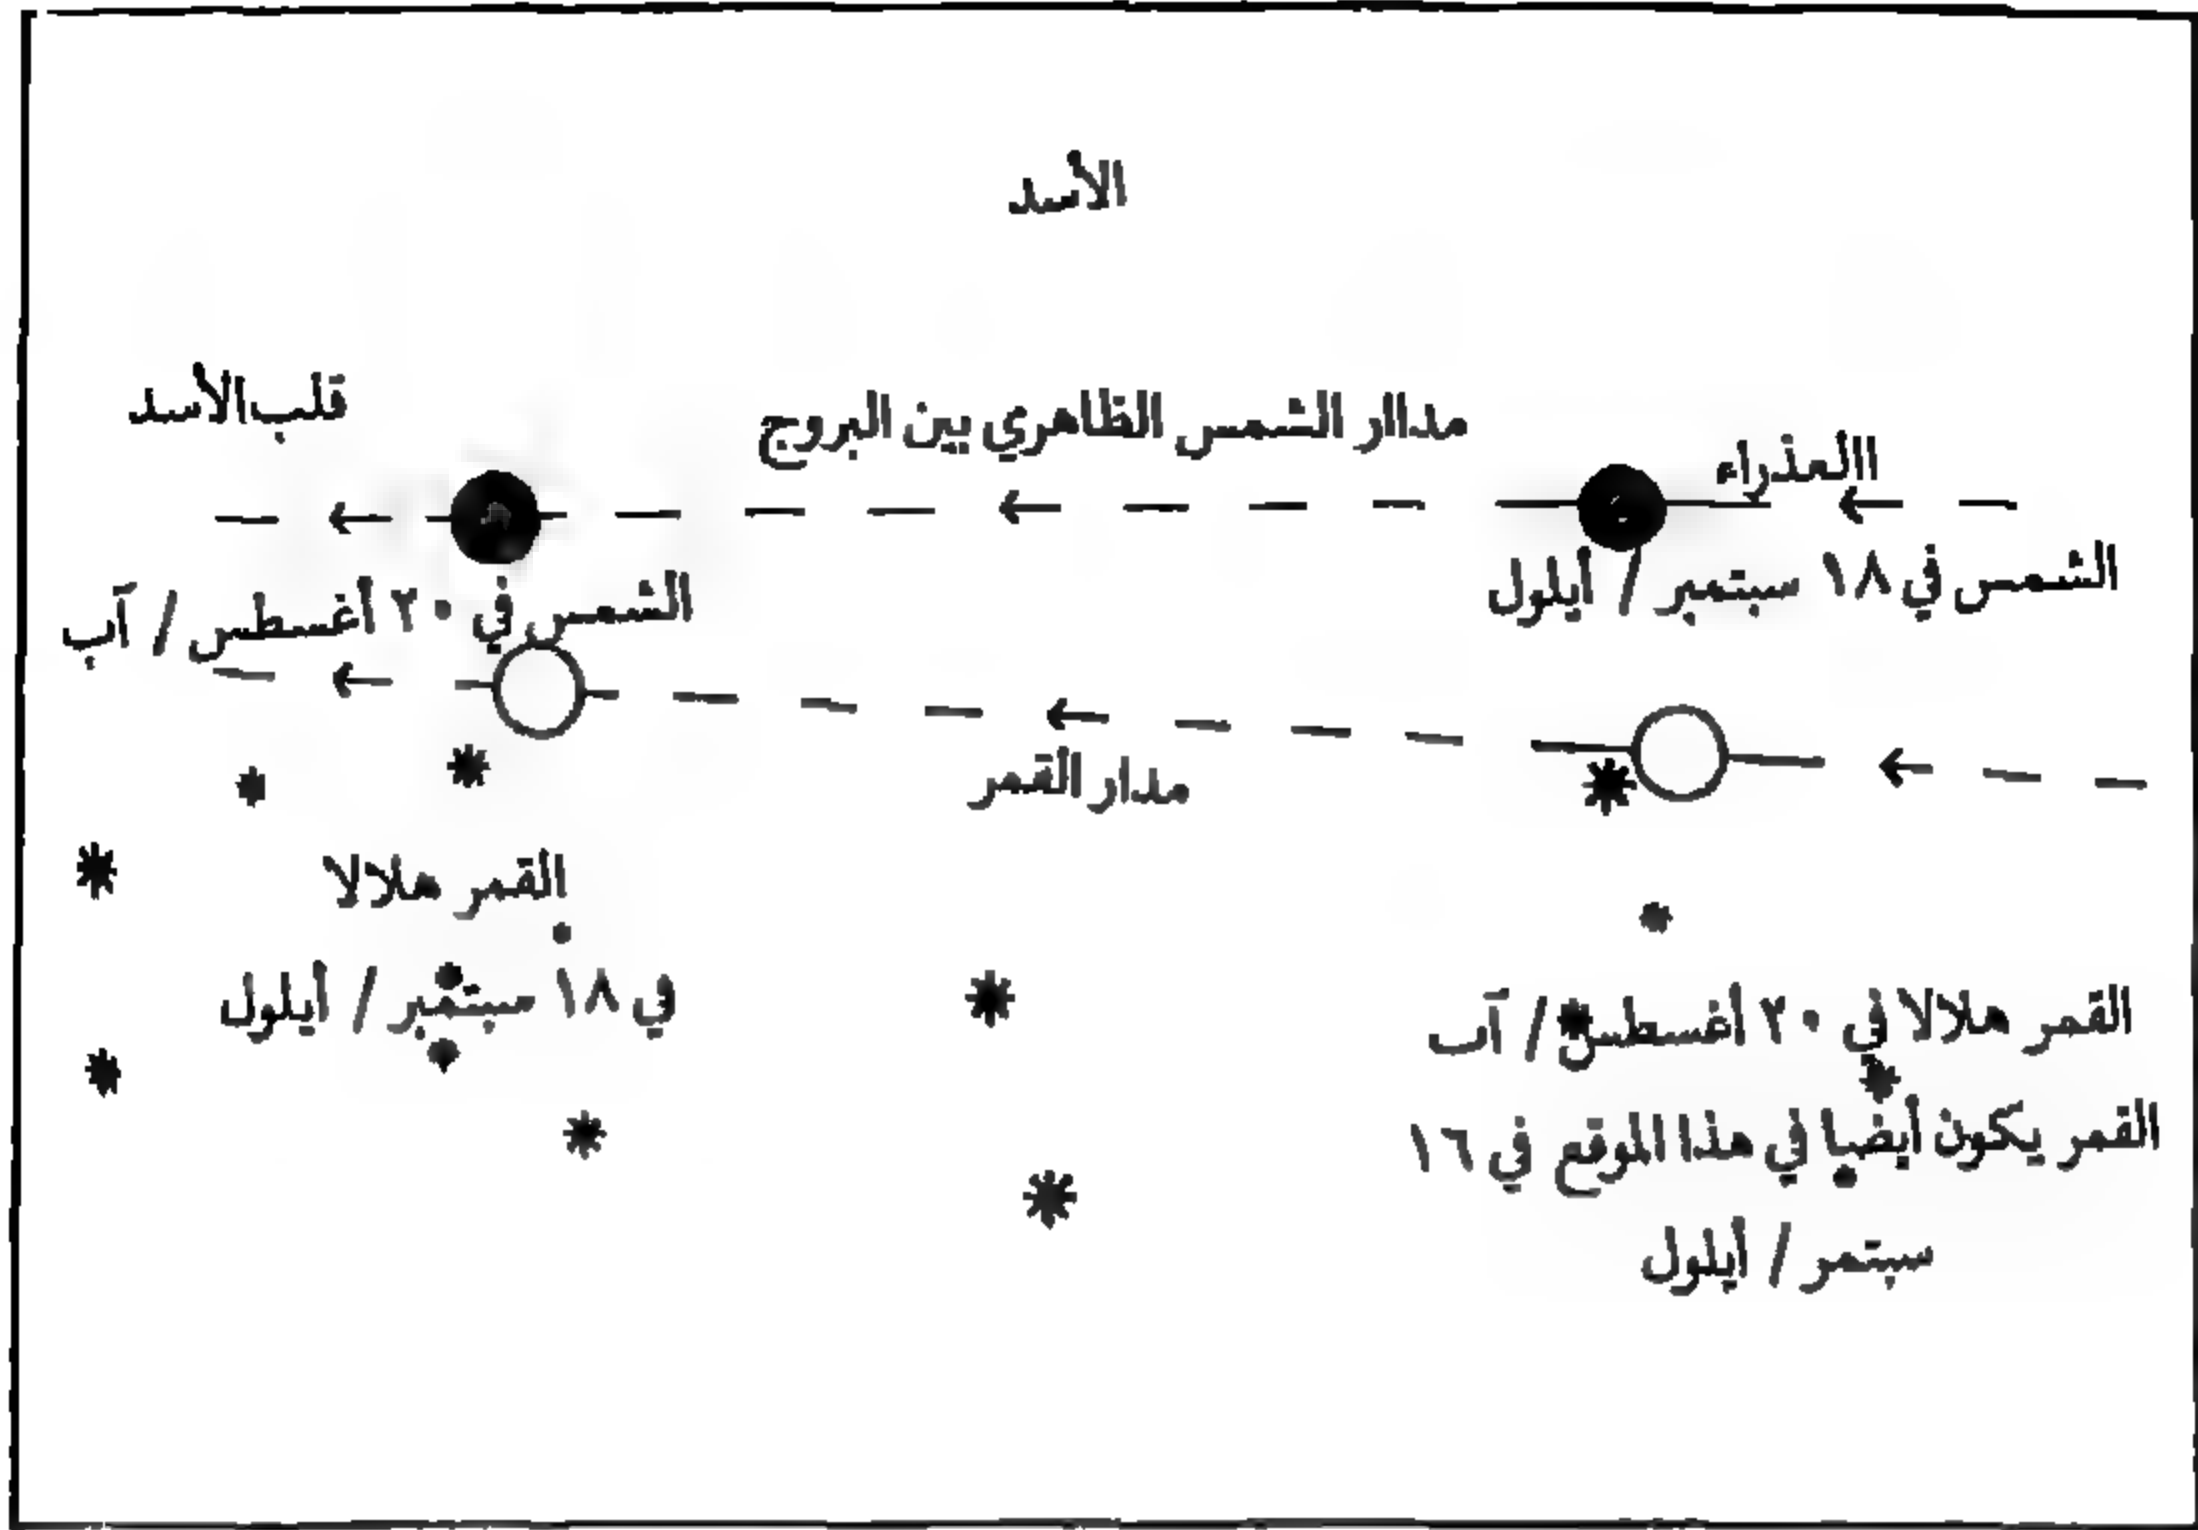 الأسد
قلب الأسد
مداار الشمس الظاهري بين البروج
االعذراء
الشمس في ١٨ سبتمبر / أيلول
الشمس في ٢٠ أغسطس / آب
مدار القمر
القمر هلالا
في ١٨ سبتمبر / أيلول
القمر هلالا في ٢٠ أغسطس / آب
القمر يكون أيضا في هذا الموقع في ١٦
سبتمر / أيلول